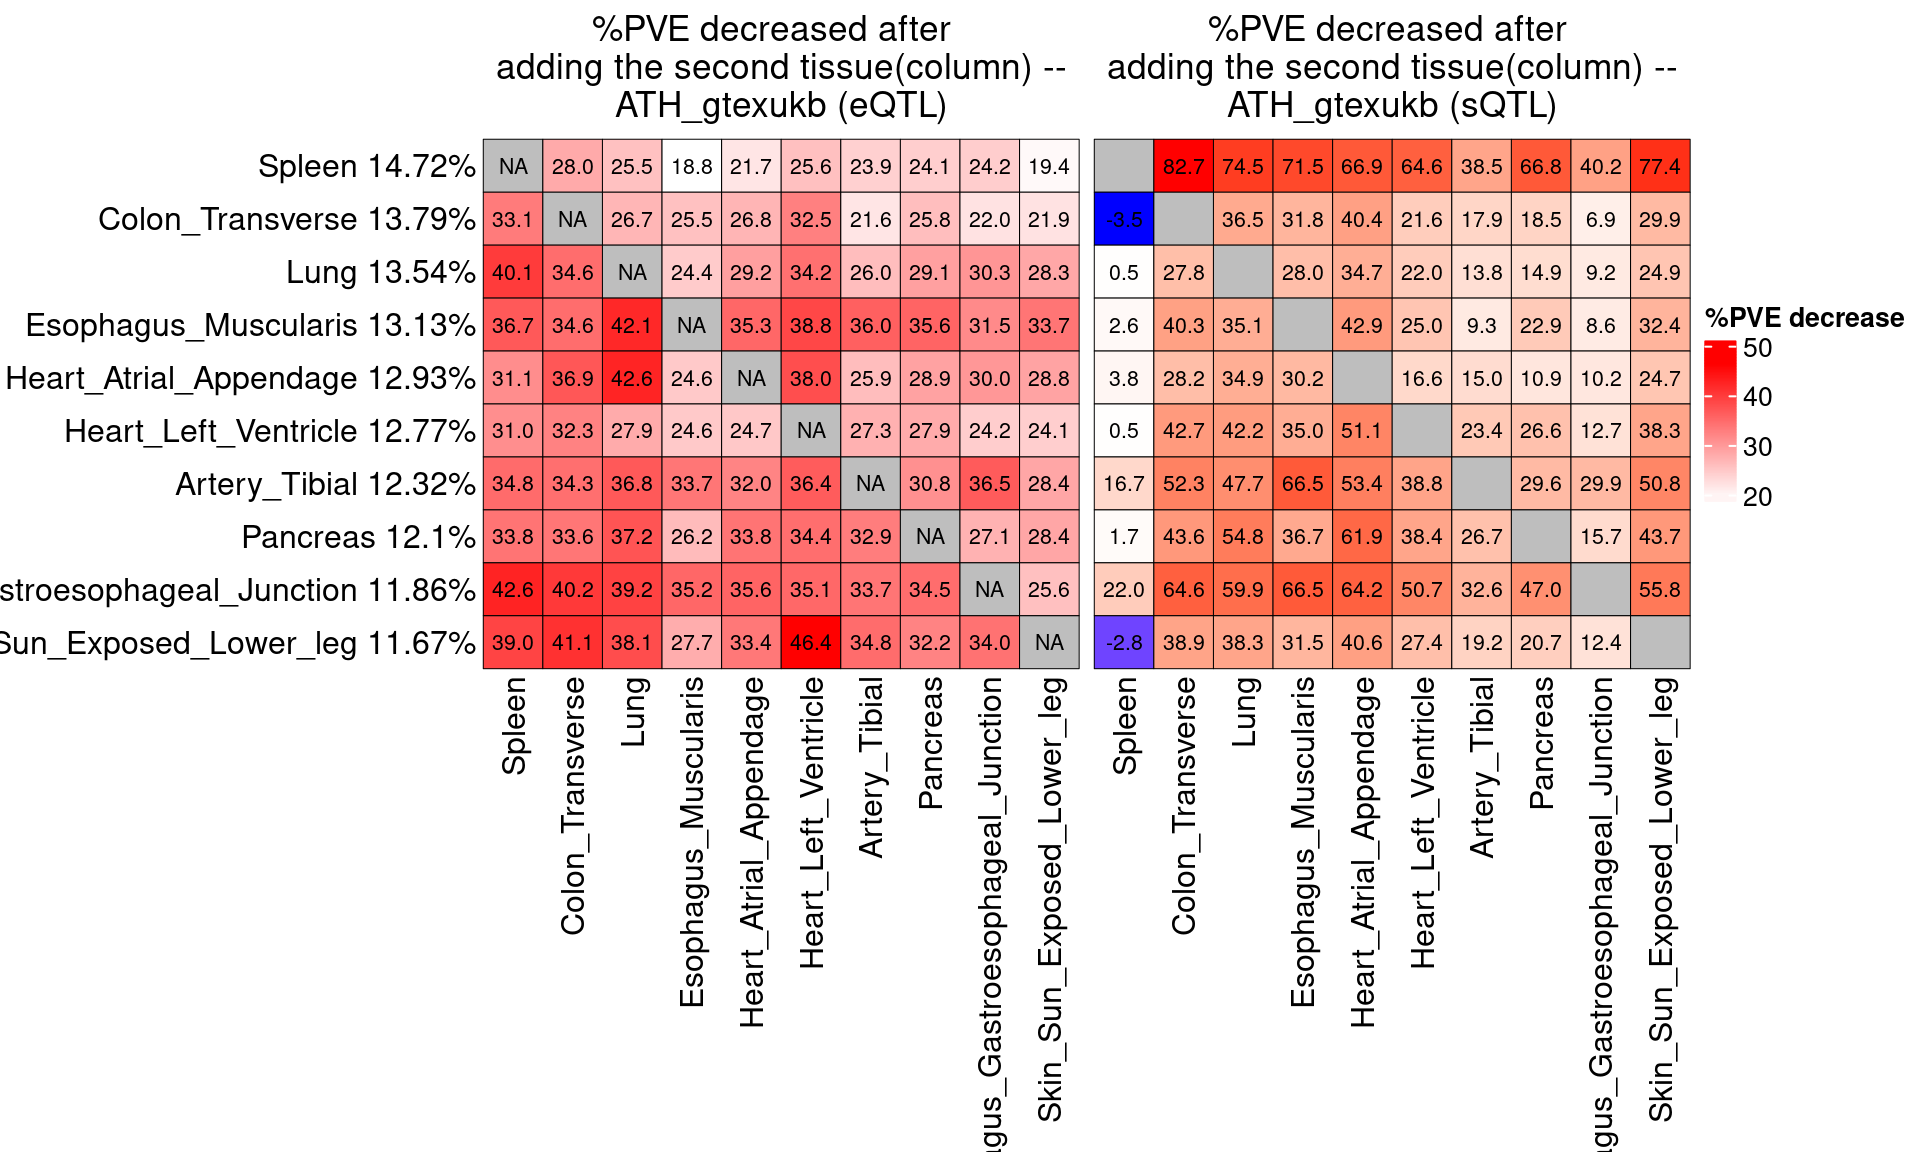 %PVE decreased after
adding the second tissue(column) --
ATH_gtexukb (eQTL)
%PVE decreased after
adding the second tissue(column) --
ATH_gtexukb (sQTL)
Spleen 14.72% NA 28.0 25.5 18.8 21.7 25.6 23.9 24.1 24.2 19.4 82.7 74.5 71.5 66.9 64.6 38.5 66.8 40.2 77.4
Colon_Transverse 13.79% 33.1 NA 26.7 25.5 26.8 32.5 21.6 25.8 22.0 21.9 -3.5 36.5 31.8 40.4 21.6 17.9 18.5 6.9 29.9
Lung 13.54% 40.1 34.6 NA 24.4 29.2 34.2 26.0 29.1 30.3 28.3 0.5 27.8 28.0 34.7 22.0 13.8 14.9 9.2 24.9
Esophagus_Muscularis 13.13% 36.7 34.6 42.1 NA 35.3 38.8 36.0 35.6 31.5 33.7 2.6 40.3 35.1 42.9 25.0 9.3 22.9 8.6 32.4
Heart_Atrial_Appendage 12.93% 31.1 36.9 42.6 24.6 NA 38.0 25.9 28.9 30.0 28.8 3.8 28.2 34.9 30.2 16.6 15.0 10.9 10.2 24.7
Heart_Left_Ventricle 12.77% 31.0 32.3 27.9 24.6 24.7 NA 27.3 27.9 24.2 24.1 0.5 42.7 42.2 35.0 51.1 23.4 26.6 12.7 38.3
Artery_Tibial 12.32% 34.8 34.3 36.8 33.7 32.0 36.4 NA 30.8 36.5 28.4 16.7 52.3 47.7 66.5 53.4 38.8 29.6 29.9 50.8
Pancreas 12.1% 33.8 33.6 37.2 26.2 33.8 34.4 32.9 NA 27.1 28.4 1.7 43.6 54.8 36.7 61.9 38.4 26.7 15.7 43.7
stroesophageal_Junction 11.86% 42.6 40.2 39.2 35.2 35.6 35.1 33.7 34.5 NA 25.6 22.0 64.6 59.9 66.5 64.2 50.7 32.6 47.0 55.8
Sun_Exposed_Lower_leg 11.67% 39.0 41.1 38.1 27.7 33.4 46.4 34.8 32.2 34.0 NA -2.8 38.9 38.3 31.5 40.6 27.4 19.2 20.7 12.4
Spleen
Colon_Transverse
Lung
Esophagus_Muscularis
Heart_Atrial_Appendage
Heart_Left_Ventricle
Artery_Tibial
Pancreas
agus_Gastroesophageal_Junction
Skin_Sun_Exposed_Lower_leg
Spleen
Colon_Transverse
Lung
Esophagus_Muscularis
Heart_Atrial_Appendage
Heart_Left_Ventricle
Artery_Tibial
Pancreas
agus_Gastroesophageal_Junction
Skin_Sun_Exposed_Lower_leg
%PVE decrease
50
40
30
20